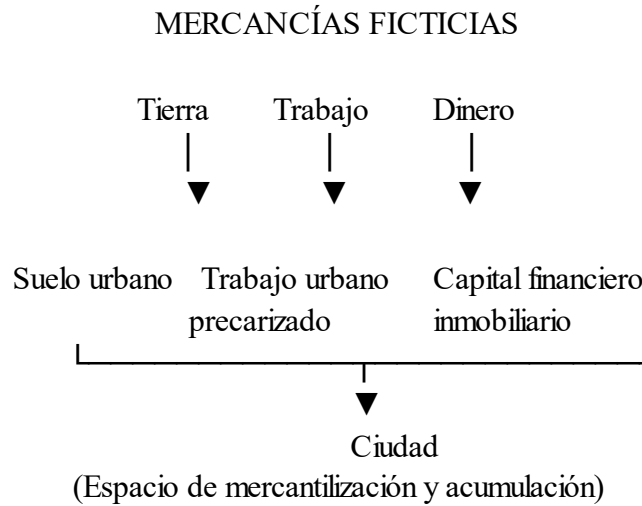 MERCANCÍAS FICTICIAS
Tierra Trabajo Dinero
Suelo urbano Trabajo urbano Capital financiero
precarizado inmobiliario
Ciudad
(Espacio de mercantilización y acumulación)